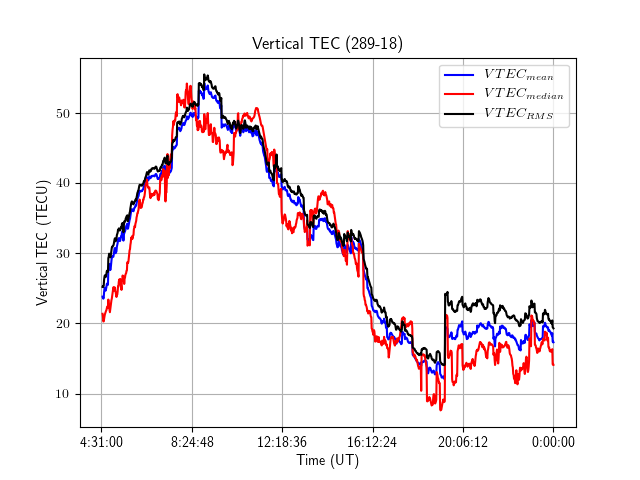 Vertical TEC (289-18)
VTEC_mean
VTEC_median
VTEC_RMS
Vertical TEC (TECU)
50
40
30
20
10
4:31:00 8:24:48 12:18:36 16:12:24 20:06:12 0:00:00
Time (UT)